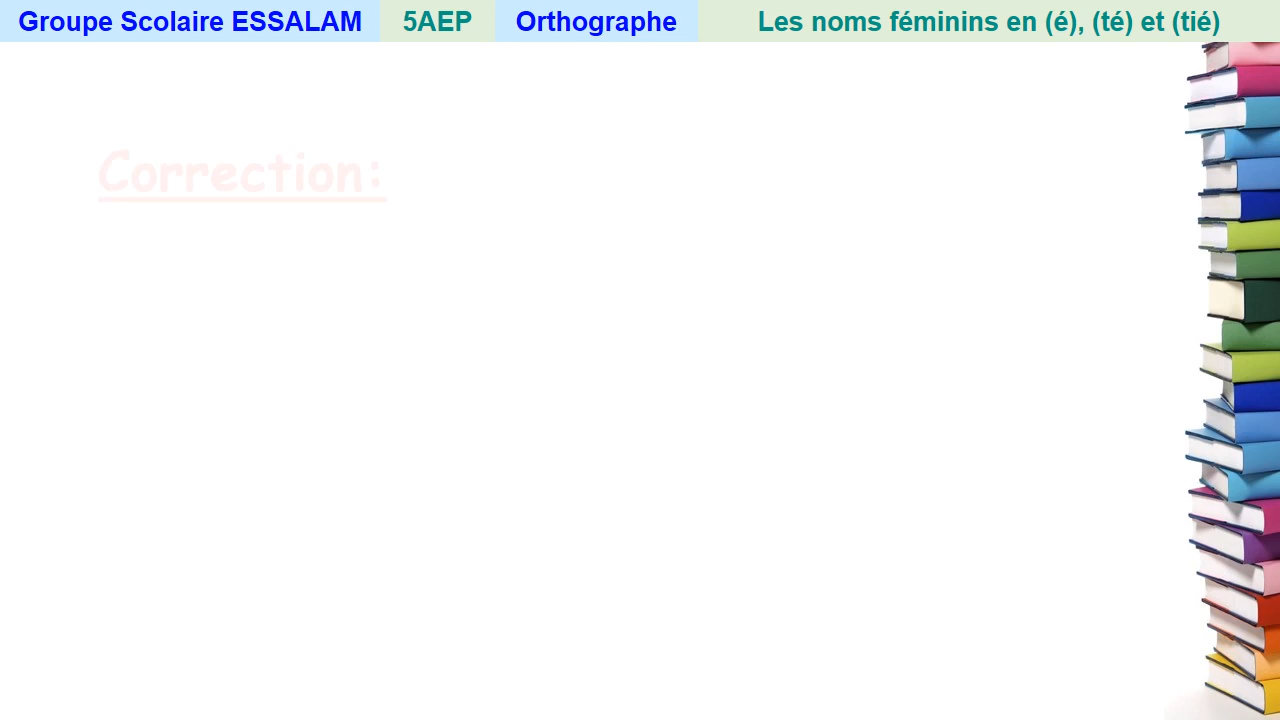 Groupe Scolaire ESSALAM 5AEP Orthographe Les noms féminins en (é), (té) et (tié)
Correction: